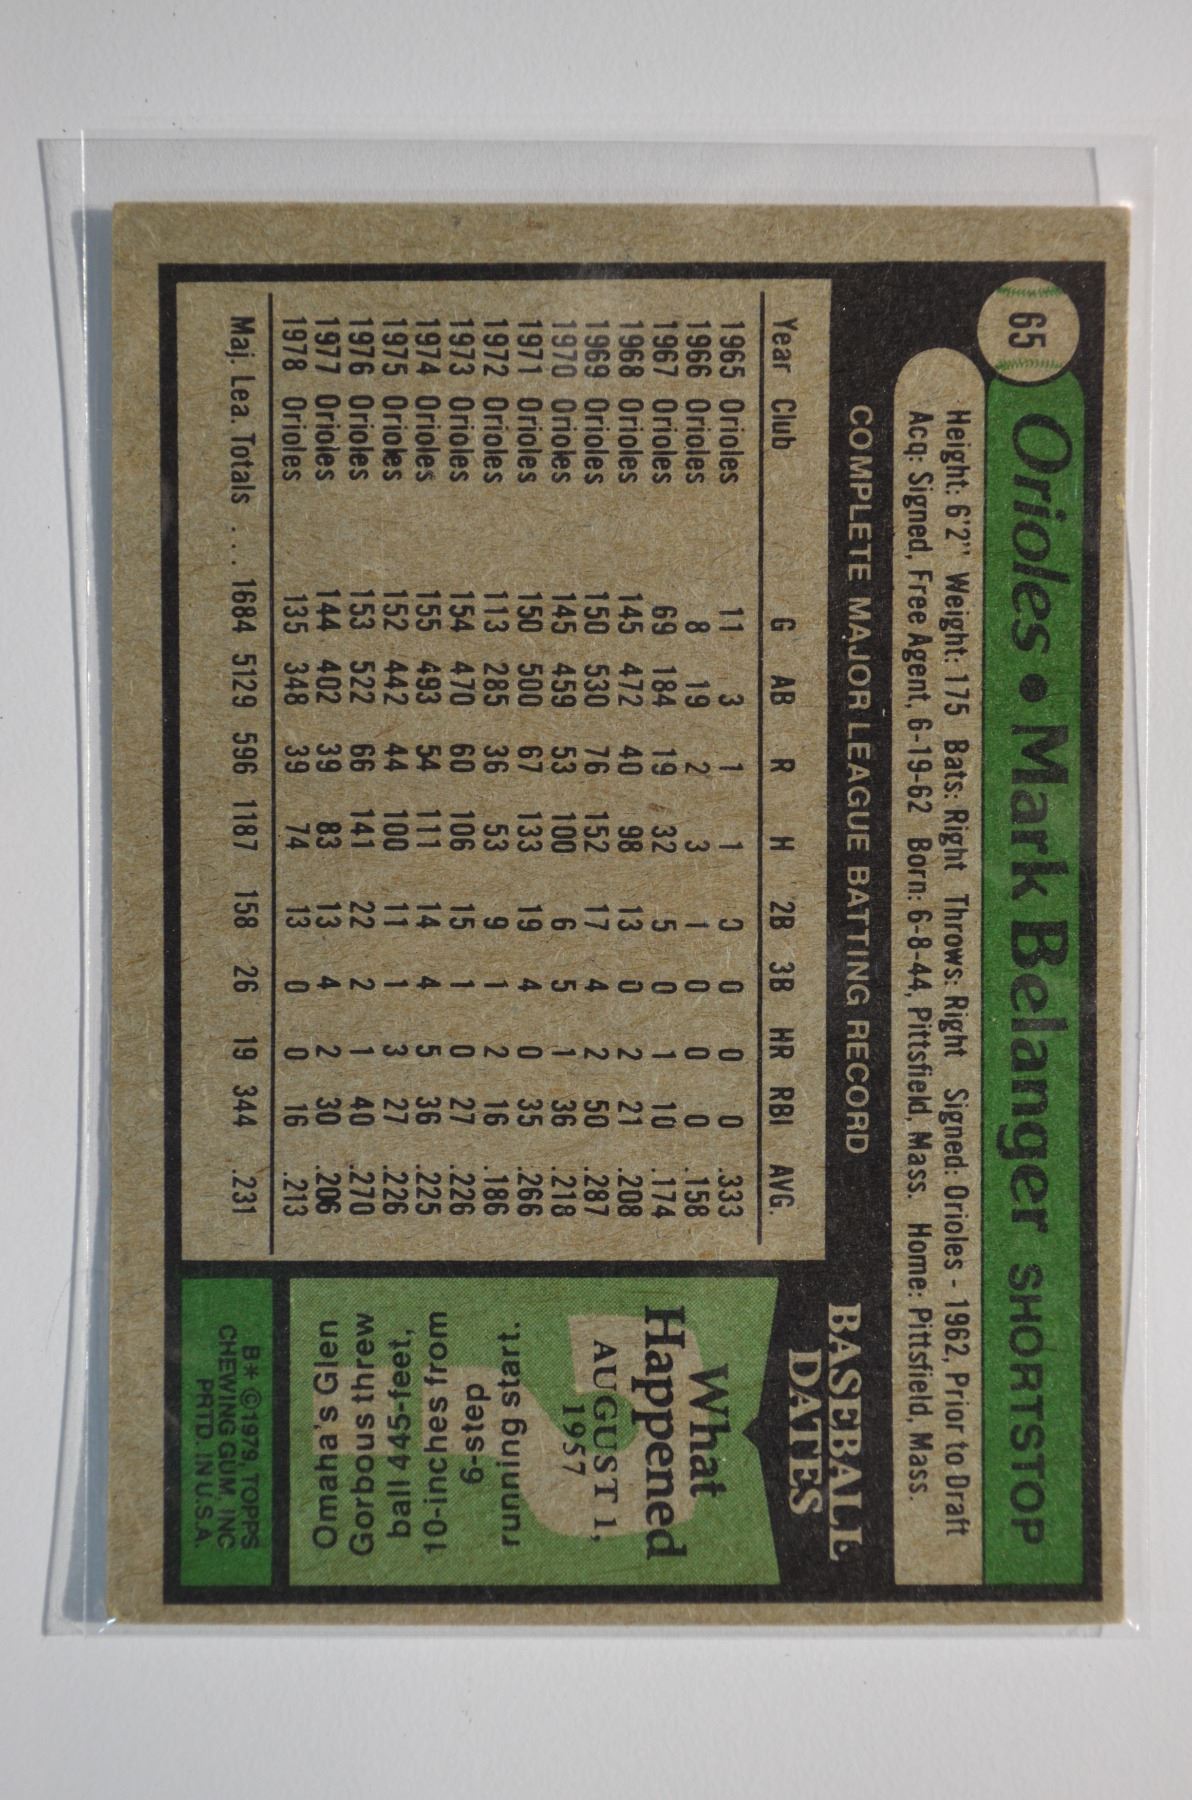 65
Orioles • Mark Belanger SHORTSTOP
Height: 6'2" Weight: 175 Bats: Right Throws: Right Signed: Orioles - 1962, Prior to Draft
Acq: Signed, Free Agent, 6-19-62 Born: 6-8-44, Pittsfield, Mass. Home: Pittsfield, Mass.
COMPLETE MAJOR LEAGUE BATTING RECORD
Year Club G AB R H 2B 3B HR RBI AVG.
1965 Orioles 11 3 1 1 0 0 0 0 .333
1966 Orioles 8 19 2 3 1 0 0 0 .158
1967 Orioles 69 184 19 32 5 0 1 10 .174
1968 Orioles 145 472 40 98 13 0 2 21 .208
1969 Orioles 150 530 76 152 17 4 2 50 .287
1970 Orioles 145 459 53 100 6 5 1 36 .218
1971 Orioles 150 500 67 133 19 4 0 35 .266
1972 Orioles 113 285 36 53 9 1 2 16 .186
1973 Orioles 154 470 60 106 15 1 0 27 .226
1974 Orioles 155 493 54 111 14 4 5 36 .225
1975 Orioles 152 442 44 100 11 1 3 27 .226
1976 Orioles 153 522 66 141 22 2 1 40 .270
1977 Orioles 144 402 39 83 13 4 2 30 .206
1978 Orioles 135 348 39 74 13 0 0 16 .213
Maj. Lea. Totals ... 1684 5129 596 1187 158 26 19 344 .231
BASEBALL
DATES
What
Happened
AUGUST 1,
1957
running start.
6-step
10-inches from
ball 445-feet,
Gorbous threw
Omaha's Glen
B* ©1979 TOPPS
CHEWING GUM, INC
PRTD. IN U.S.A.